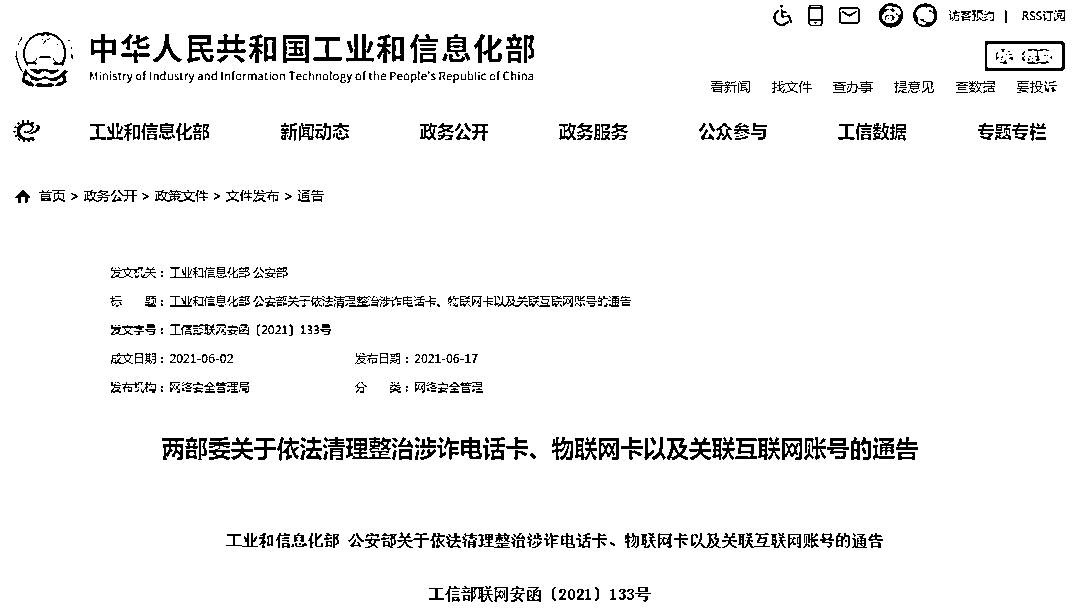 访客预约 | RSS订阅
中华人民共和国工业和信息化部
Ministry of Industry and Information Technology of the People's Republic of China
看新闻 找文件 查办事 提意见 查数据 要投诉
工业和信息化部 新闻动态 政务公开 政务服务 公众参与 工信数据 专题专栏
首页 > 政务公开 > 政策文件 > 文件发布 > 通告
发文机关：工业和信息化部 公安部
标 题：工业和信息化部 公安部关于依法清理整治涉诈电话卡、物联网卡以及关联互联网账号的通告
发文字号：工信部联网安函〔2021〕133号
成文日期：2021-06-02 发布日期：2021-06-17
发布机构：网络安全管理局 分 类：网络安全管理
两部委关于依法清理整治涉诈电话卡、物联网卡以及关联互联网账号的通告
工业和信息化部 公安部关于依法清理整治涉诈电话卡、物联网卡以及关联互联网账号的通告
工信部联网安函〔2021〕133号